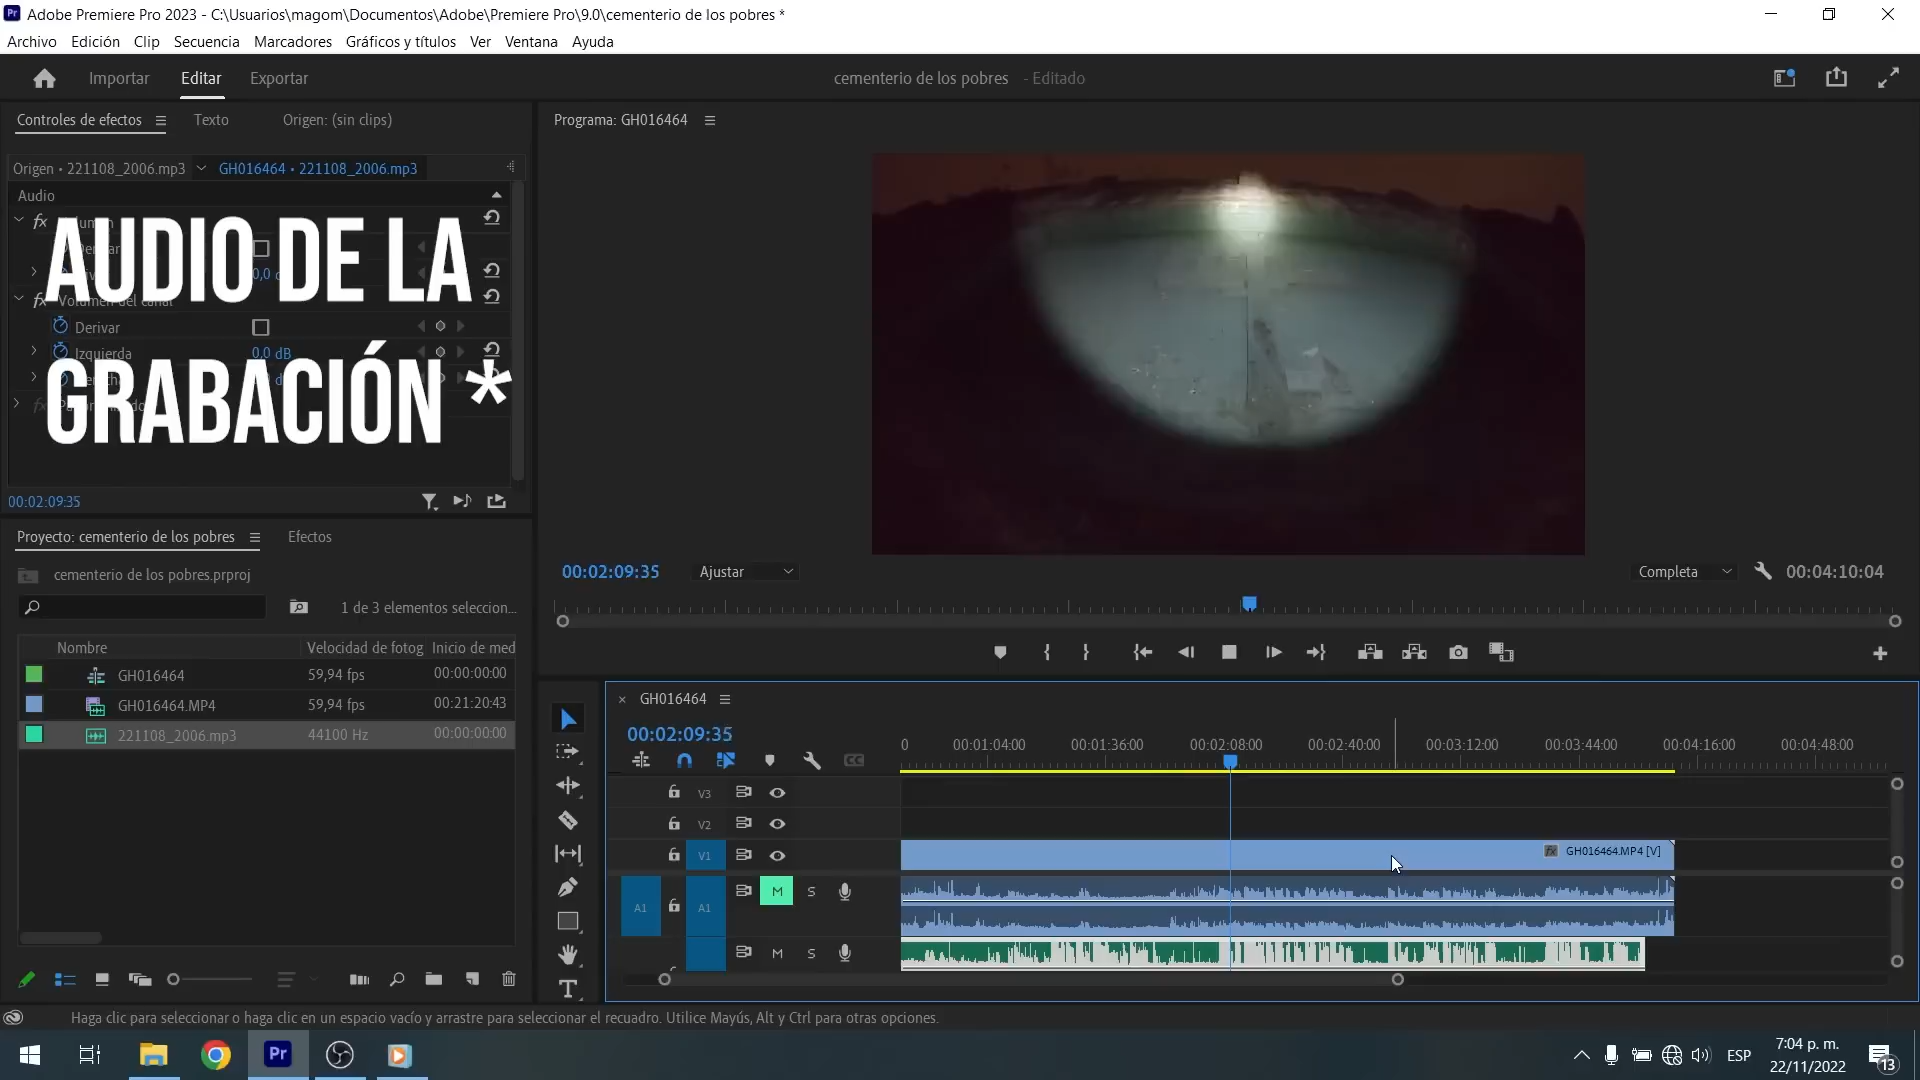 Adobe Premiere Pro 2023 - C:\Usuarios\magom\Documentos\Adobe\Premiere Pro\9.0\cementerio de los pobres *
Archivo Edición Clip Secuencia Marcadores Gráficos y títulos Ver Ventana Ayuda
Importar Editar Exportar
cementerio de los pobres - Editado
Controles de efectos
Texto
Origen: (sin clips)
Origen • 221108_2006.mp3
GH016464 • 221108_2006.mp3
Audio
AUDIO DE LA
GRABACIÓN *
Volumen del canal
Derivar
Izquierda
0,0 dB
00:02:09:35
Programa: GH016464
00:02:09:35
Ajustar
Completa
00:04:10:04
Proyecto: cementerio de los pobres
Efectos
cementerio de los pobres.prproj
1 de 3 elementos seleccion...
Nombre Velocidad de fotog Inicio de med
GH016464 59,94 fps 00:00:00:00
GH016464.MP4 59,94 fps 00:21:20:43
221108_2006.mp3 44100 Hz 00:00:00:00
GH016464
00:02:09:35
0 00:01:04:00 00:01:36:00 00:02:08:00 00:02:40:00 00:03:12:00 00:03:44:00 00:04:16:00 00:04:48:00
V3
V2
V1
fx GH016464.MP4 [V]
A1 A1 M S
M S
Haga clic para seleccionar o haga clic en un espacio vacío y arrastre para seleccionar el recuadro. Utilice Mayús, Alt y Ctrl para otras opciones.
ESP
7:04 p. m.
22/11/2022
13